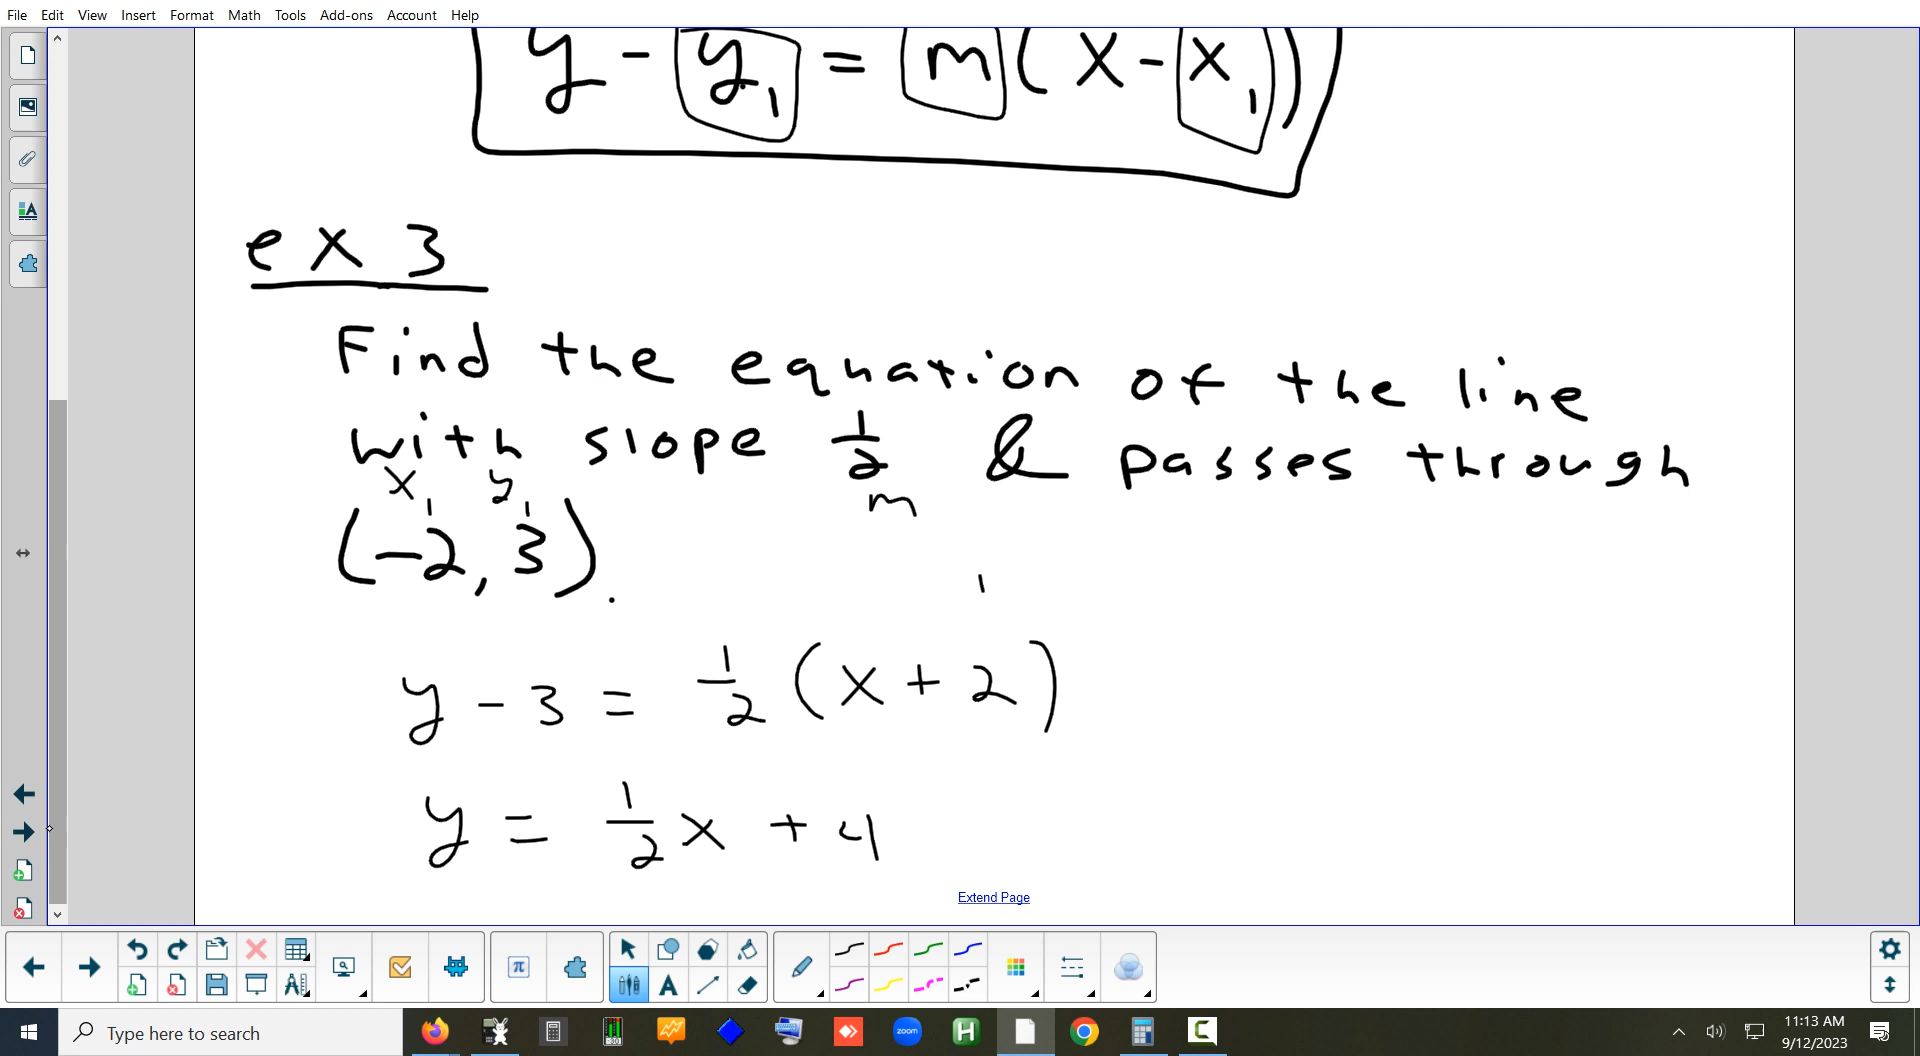 File Edit View Insert Format Math Tools Add-ons Account Help
y - y₁ = m(x - x₁)
ex 3
Find the equation of the line
with slope 1/2 & passes through
x₁ y₁ m
(-2, 3).
y - 3 = 1/2 (x + 2)
y = 1/2 x + 4
Extend Page
π A
Type here to search
zoom H C
11:13 AM
9/12/2023